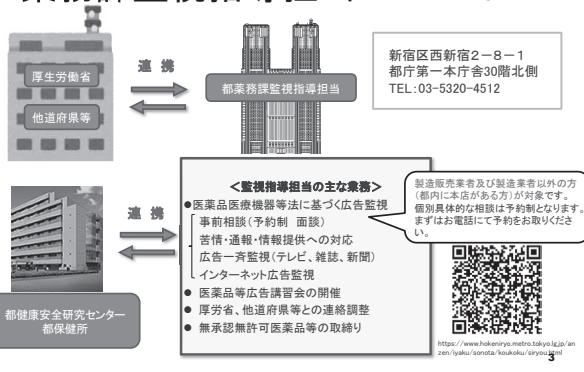 新宿区西新宿2-8-1
都庁第一本庁舎30階北側
TEL:03-5320-4512
厚生労働省
他道府県等
連 携
都薬務課監視指導担当
<監視指導担当の主な業務>
●医薬品医療機器等法に基づく広告監視
事前相談(予約制 面談)
苦情・通報・情報提供への対応
広告一斉監視(テレビ、雑誌、新聞)
インターネット広告監視
● 医薬品等広告講習会の開催
● 厚労省、他道府県等との連絡調整
● 無承認無許可医薬品等の取締り
製造販売業者及び製造業者以外の方
(都内に本店がある方)が対象です。
個別具体的な相談は予約制となります。
まずはお電話にて予約をお取りくださ
い。
連 携
都健康安全研究センター
都保健所
https://www.hokeniryo.metro.tokyo.lg.jp/an
zen/iyaku/sonota/koukoku/siryou.html
3